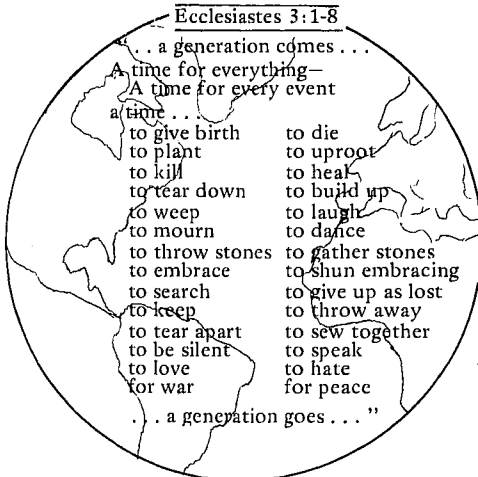 Ecclesiastes 3:1-8
". . a generation comes . . .
A time for everything—
A time for every event
a time . . .
to give birth to die
to plant to uproot
to kill to heal
to tear down to build up
to weep to laugh
to mourn to dance
to throw stones to gather stones
to embrace to shun embracing
to search to give up as lost
to keep to throw away
to tear apart to sew together
to be silent to speak
to love to hate
for war for peace
. . . a generation goes . . . ”